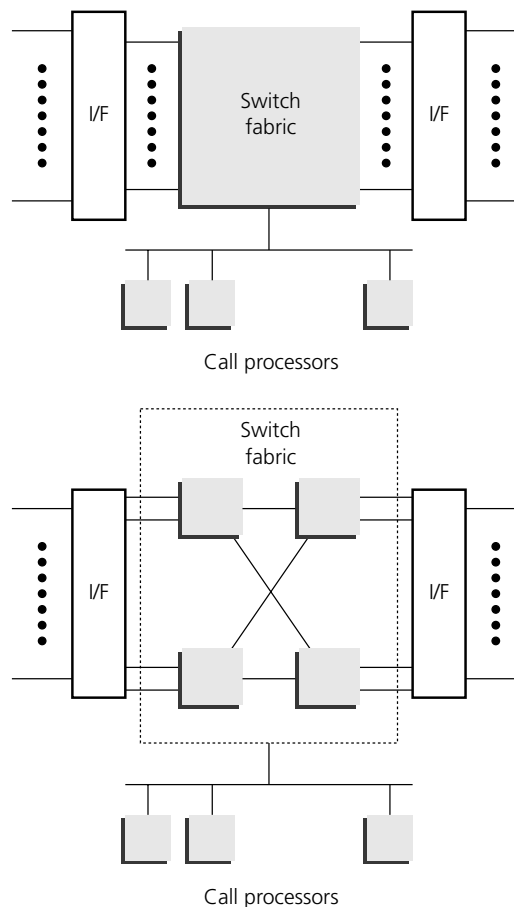 I/F
Switch
fabric
I/F
Call processors
Switch
fabric
I/F
I/F
Call processors